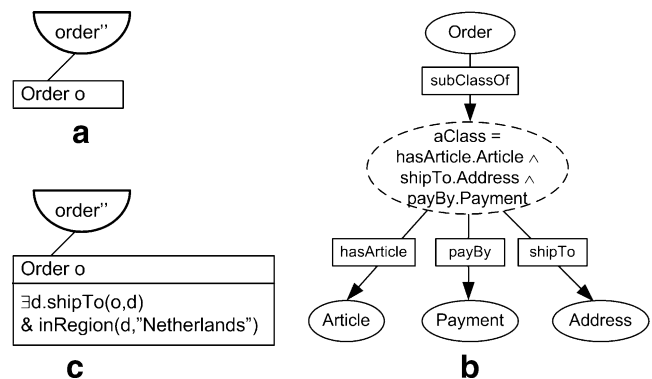 order’’
Order o
a
order’’
Order o
∃d.shipTo(o,d)
& inRegion(d,”Netherlands”)
c
Order
subClassOf
aClass =
hasArticle.Article ∧
shipTo.Address ∧
payBy.Payment
hasArticle
payBy
shipTo
Article
Payment
Address
b